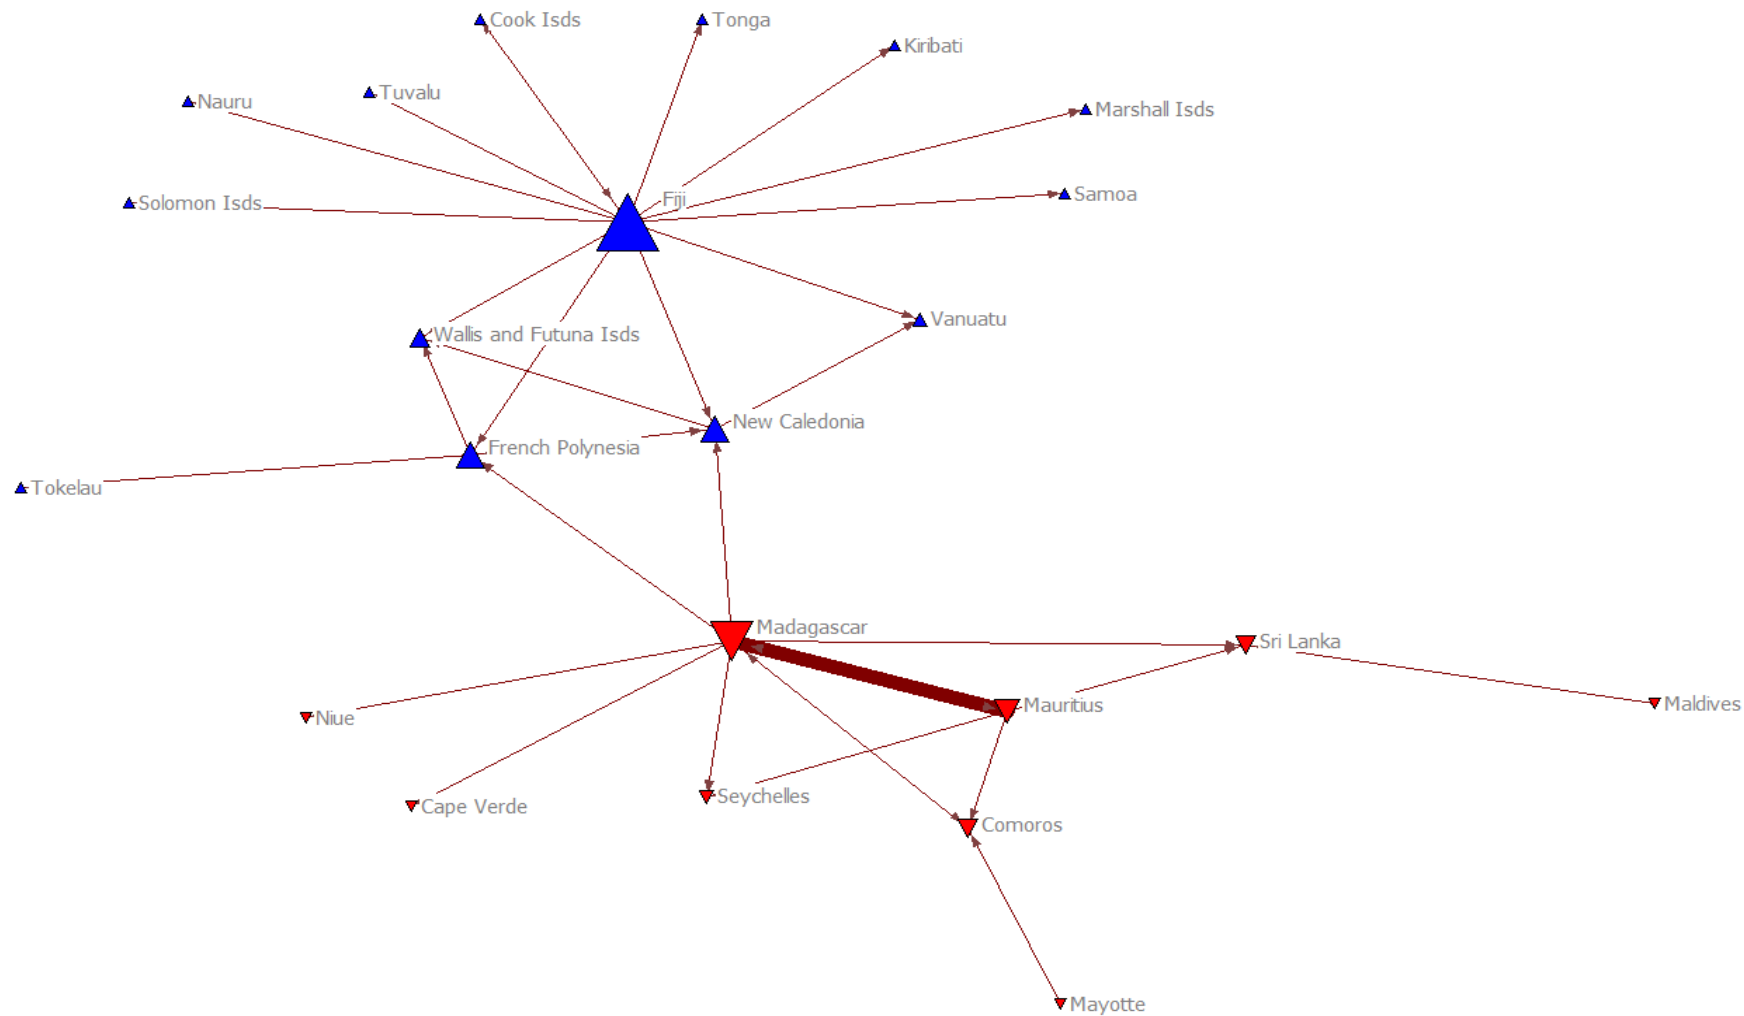 Cook Isds
Tonga
Kiribati
Tuvalu
Nauru
Marshall Isds
Samoa
Fiji
Solomon Isds
Vanuatu
Wallis and Futuna Isds
New Caledonia
French Polynesia
Tokelau
Madagascar
Sri Lanka
Mauritius
Maldives
Niue
Seychelles
Cape Verde
Comoros
Mayotte